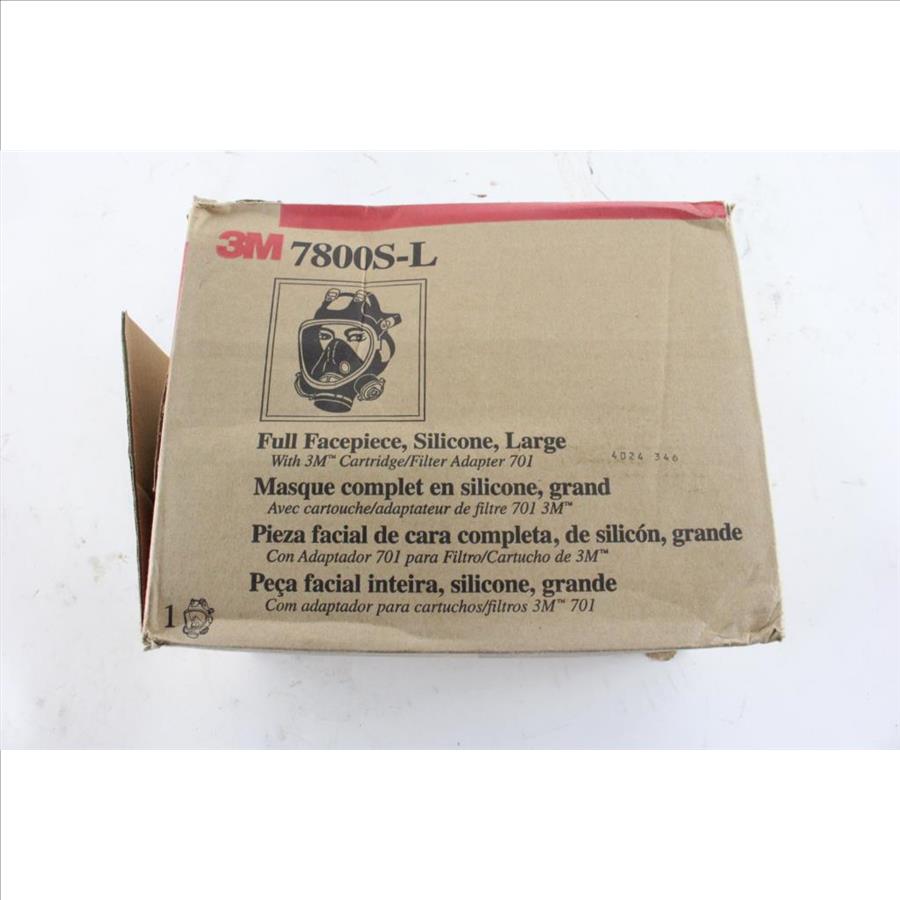 3M 7800S-L
Full Facepiece, Silicone, Large
With 3M™ Cartridge/Filter Adapter 701
4024 346
Masque complet en silicone, grand
Avec cartouche/adaptateur de filtre 701 3M™
Pieza facial de cara completa, de silicón, grande
Con Adaptador 701 para Filtro/Cartucho de 3M™
Peça facial inteira, silicone, grande
Com adaptador para cartuchos/filtros 3M™ 701
1